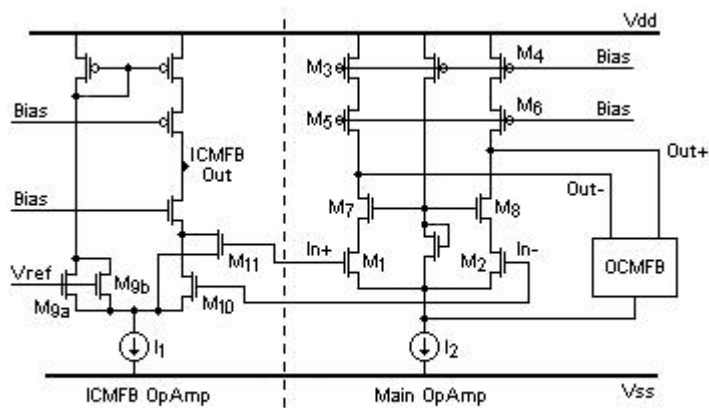 Vdd
M4
Bias
M3
Bias
M6
Bias
M5
ICMFB
Out
Out+
Out-
Bias
M7
M8
In+
In-
M11
M1
M2
OCMFB
Vref
M9b
M9a
M10
I1
I2
ICMFB OpAmp
Main OpAmp
Vss